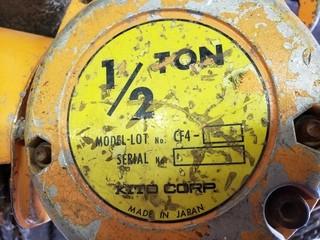 1/2 TON
MODEL-LOT No. CF4-
SERIAL No.
KITO CORP.
MADE IN JAPAN